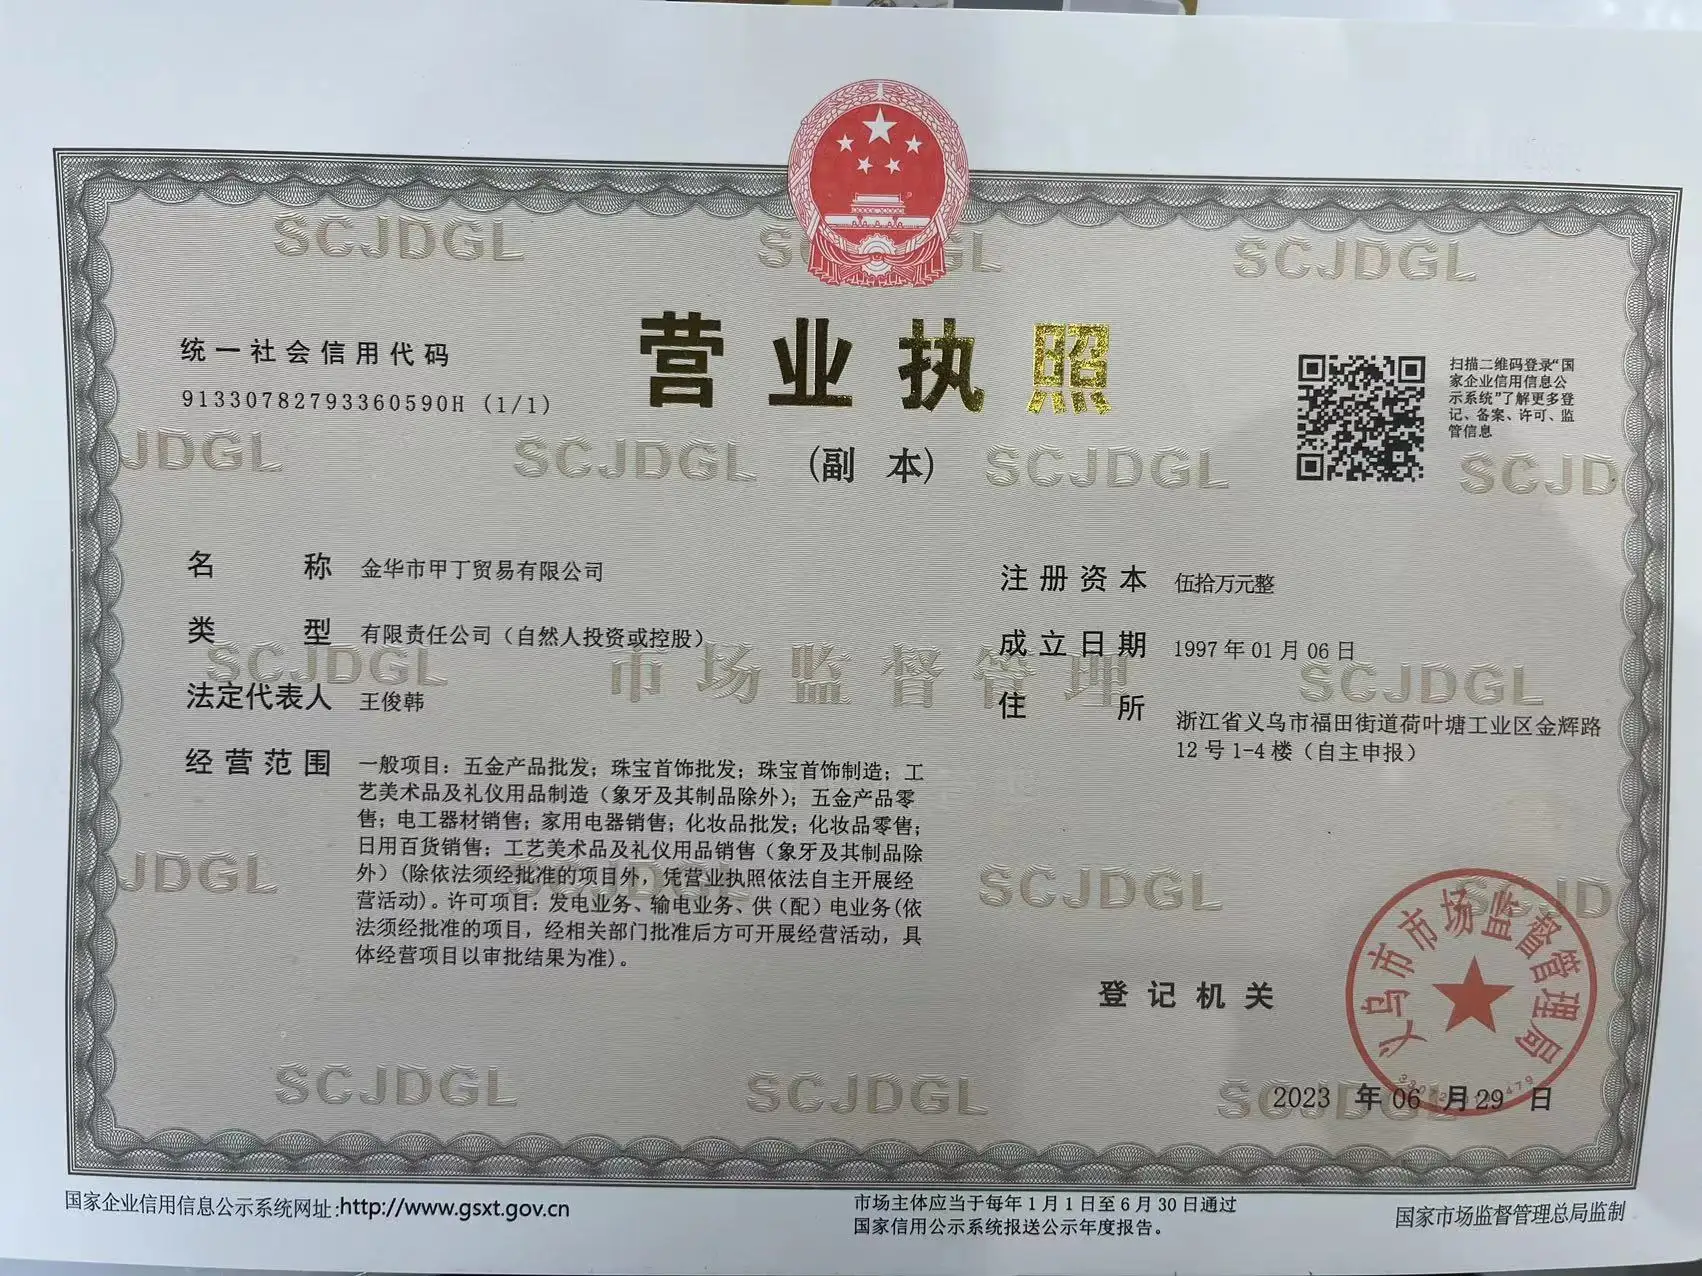 营业执照
(副 本)
统一社会信用代码
91330782793360590H (1/1)
扫描二维码登录“国
家企业信用信息公
示系统”了解更多登
记、备案、许可、监
管信息
名 称 金华市甲丁贸易有限公司
类 型 有限责任公司（自然人投资或控股）
法定代表人 王俊韩
经营范围 一般项目：五金产品批发；珠宝首饰批发；珠宝首饰制造；工
艺美术品及礼仪用品制造（象牙及其制品除外）；五金产品零
售；电工器材销售；家用电器销售；化妆品批发；化妆品零售；
日用百货销售；工艺美术品及礼仪用品销售（象牙及其制品除
外）(除依法须经批准的项目外，凭营业执照依法自主开展经
营活动)。许可项目：发电业务、输电业务、供（配）电业务(依
法须经批准的项目，经相关部门批准后方可开展经营活动，具
体经营项目以审批结果为准)。
注册资本 伍拾万元整
成立日期 1997年01月06日
住 所 浙江省义乌市福田街道荷叶塘工业区金辉路
12号1-4楼（自主申报）
登记机关
义乌市市场监督管理局
2023 年 06 月 29 日
SCJDGL
市场监督管理
国家企业信用信息公示系统网址:http://www.gsxt.gov.cn
市场主体应当于每年1月1日至6月30日通过
国家信用公示系统报送公示年度报告。
国家市场监督管理总局监制